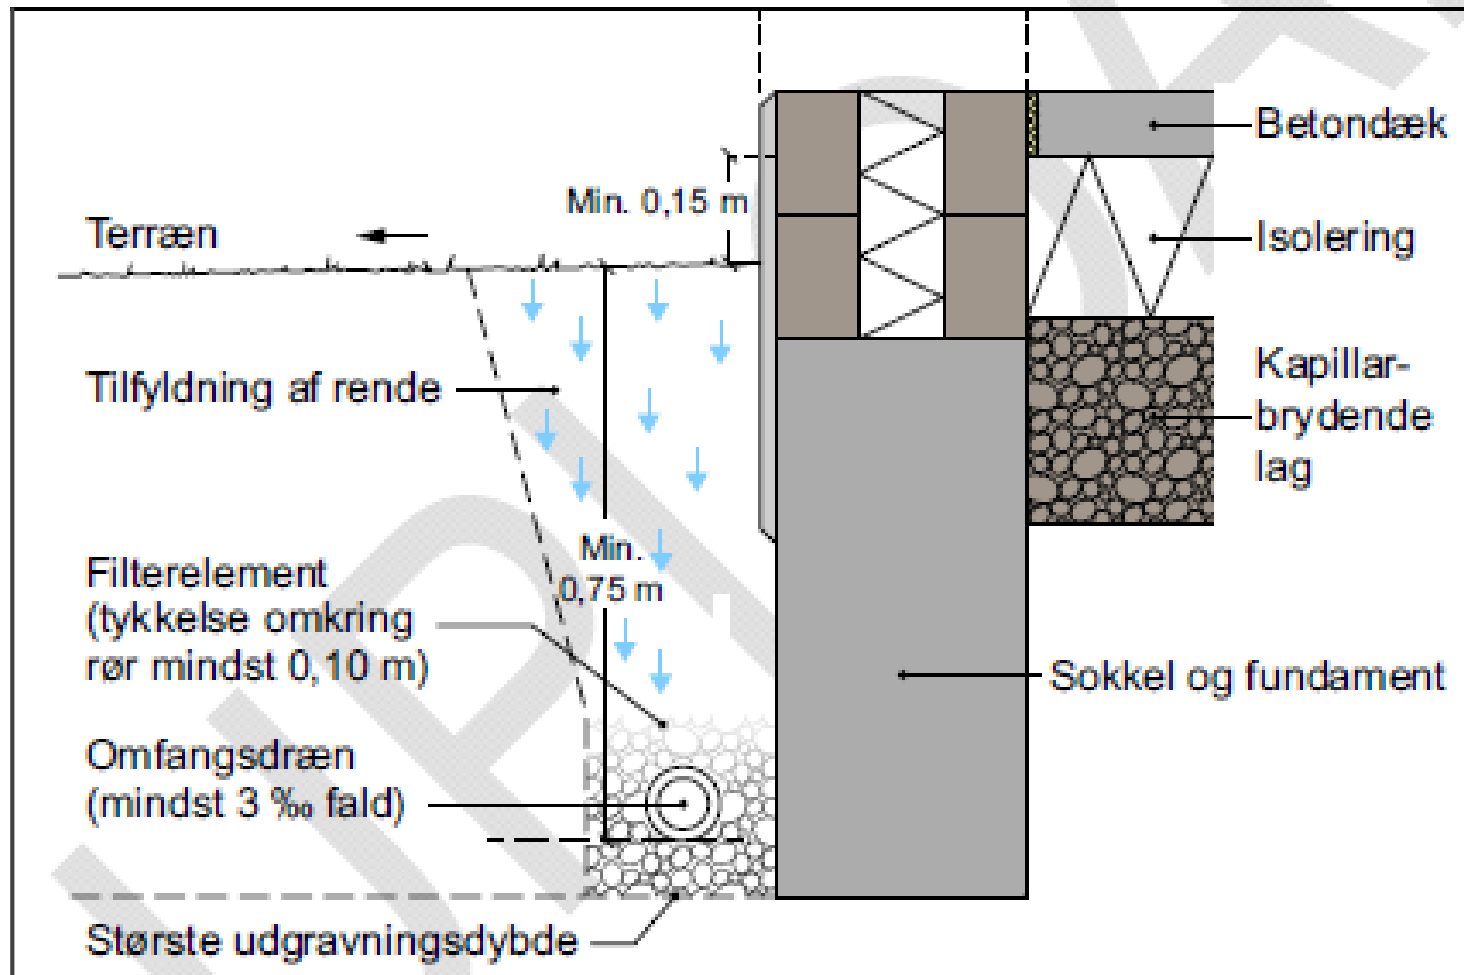 Betondæk
Min. 0,15 m
Terræn
Isolering
Kapillar-
brydende
lag
Tilfyldning af rende
Min.
0,75 m
Filterelement
(tykkelse omkring
rør mindst 0,10 m)
Sokkel og fundament
Omfangsdræn
(mindst 3 ‰ fald)
Største udgravningsdybde